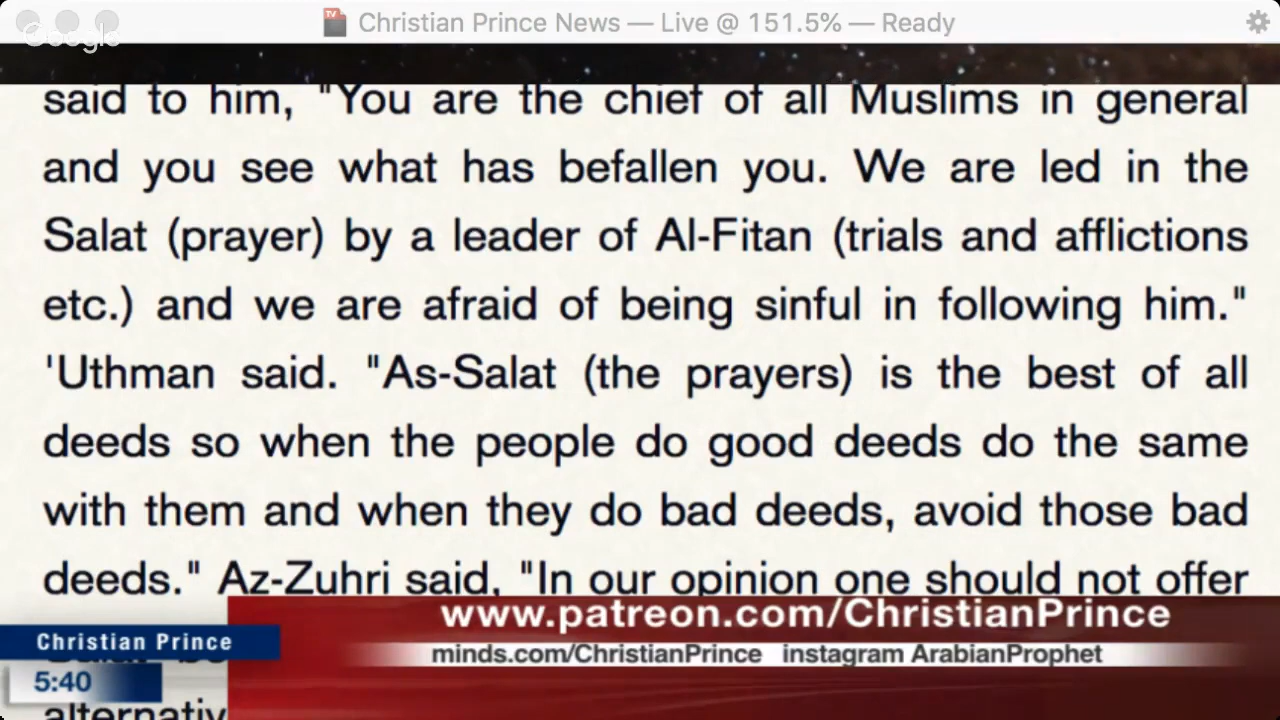 Christian Prince News — Live @ 151.5% — Ready
Google
said to him, "You are the chief of all Muslims in general
and you see what has befallen you. We are led in the
Salat (prayer) by a leader of Al-Fitan (trials and afflictions
etc.) and we are afraid of being sinful in following him."
'Uthman said. "As-Salat (the prayers) is the best of all
deeds so when the people do good deeds do the same
with them and when they do bad deeds, avoid those bad
deeds." Az-Zuhri said, "In our opinion one should not offer
www.patreon.com/ChristianPrince
Christian Prince
minds.com/ChristianPrince instagram ArabianProphet
5:40
alternativ